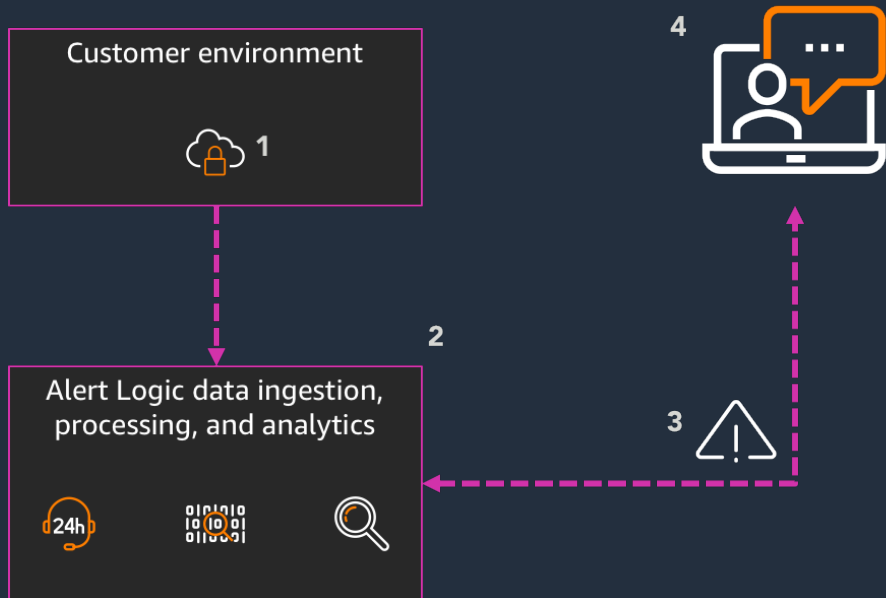 Customer environment
1
4
2
Alert Logic data ingestion,
processing, and analytics
3
24h